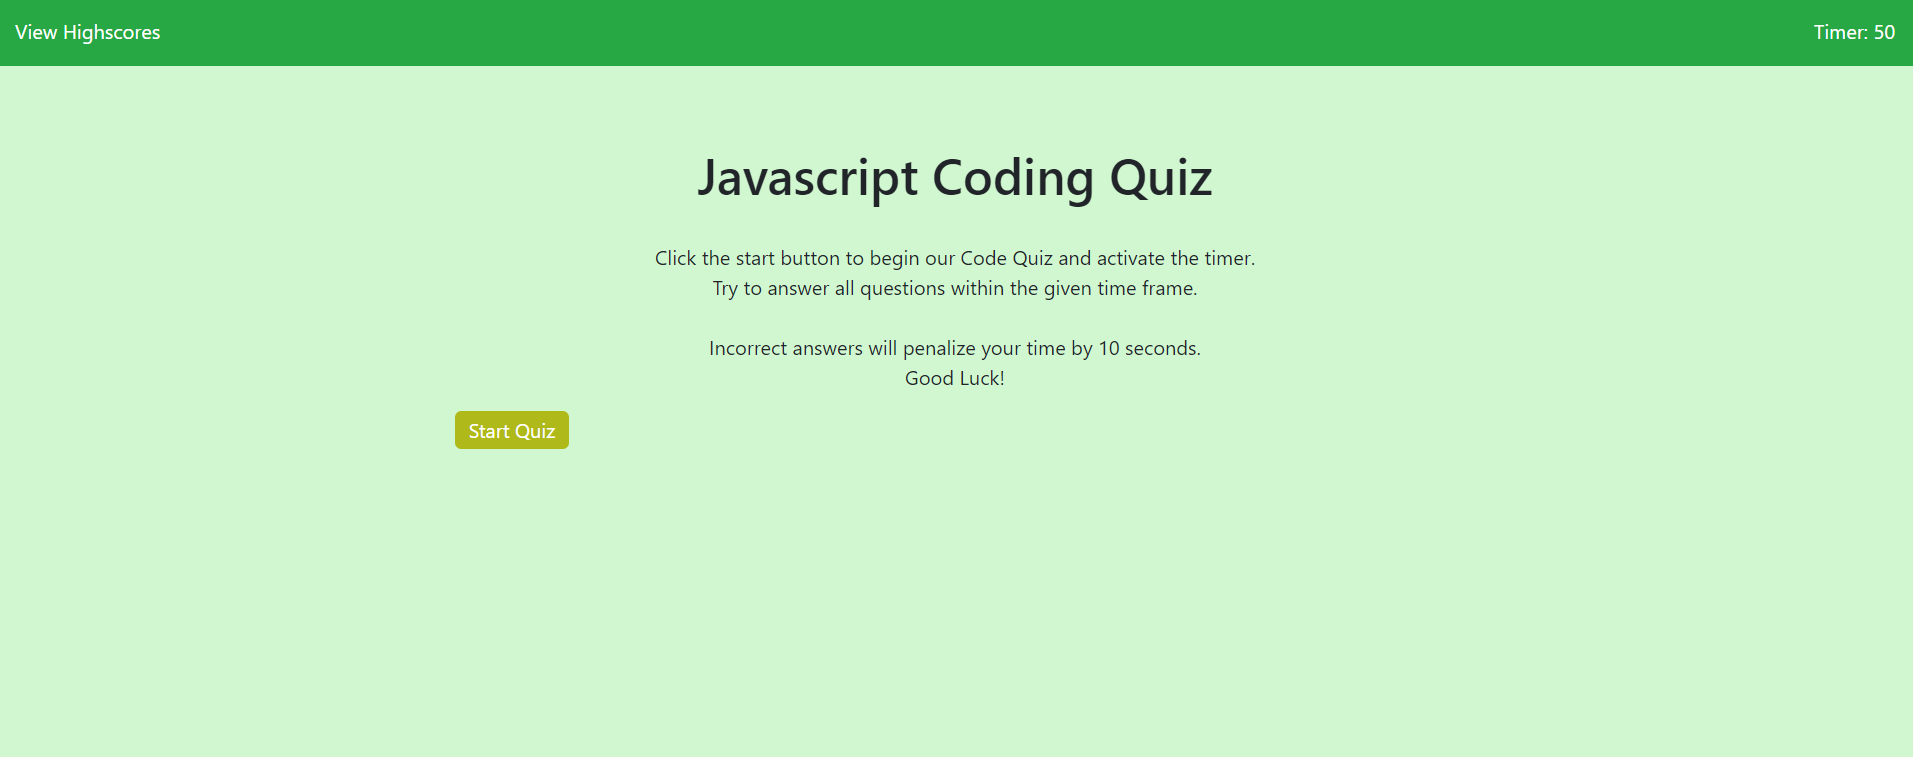 View Highscores
Timer: 50
Javascript Coding Quiz
Click the start button to begin our Code Quiz and activate the timer.
Try to answer all questions within the given time frame.
Incorrect answers will penalize your time by 10 seconds.
Good Luck!
Start Quiz